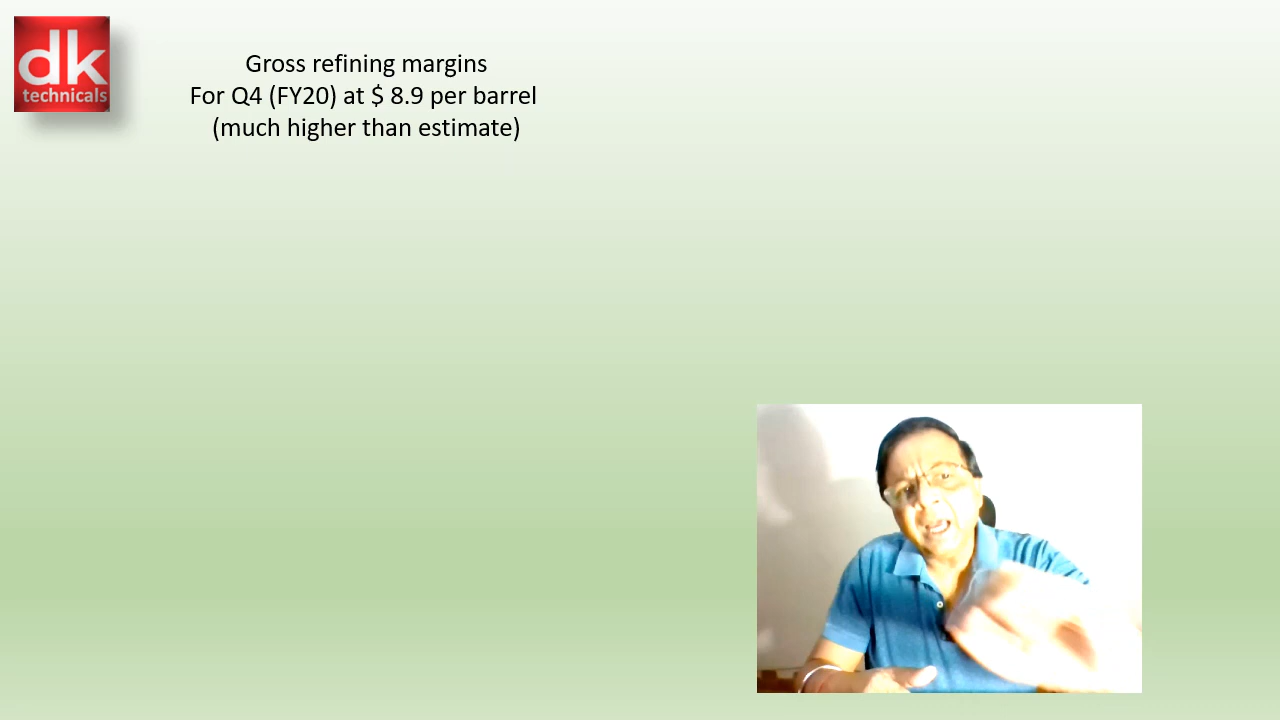 dk
technicals
Gross refining margins
For Q4 (FY20) at $ 8.9 per barrel
(much higher than estimate)